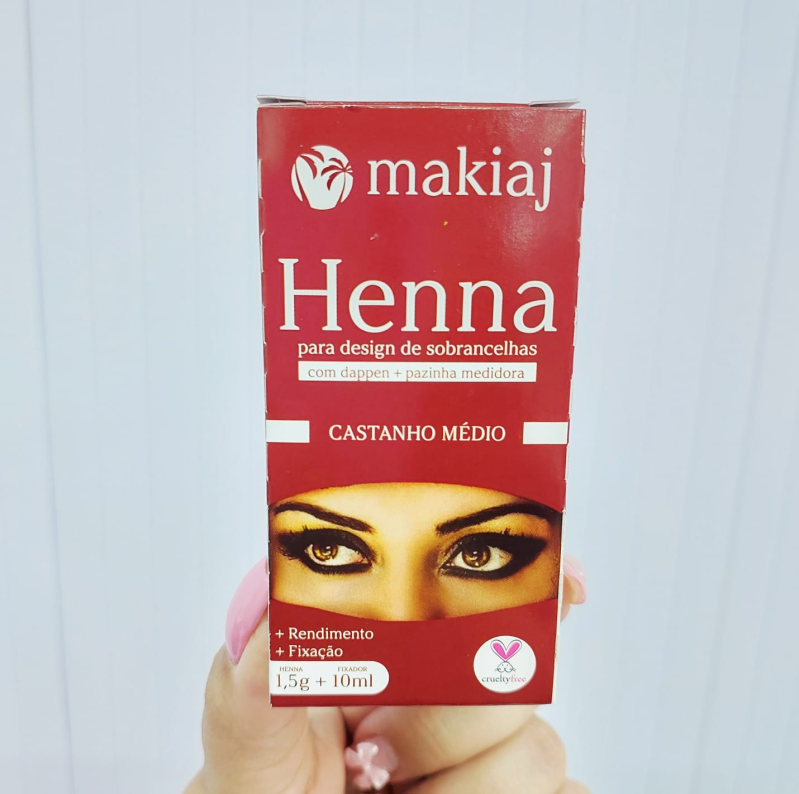 makiaj
Henna
para design de sobrancelhas
com dappen + pazinha medidora
CASTANHO MÉDIO
+ Rendimento
+ Fixação
HENNA FIXADOR
1,5g + 10ml
crueltyfree